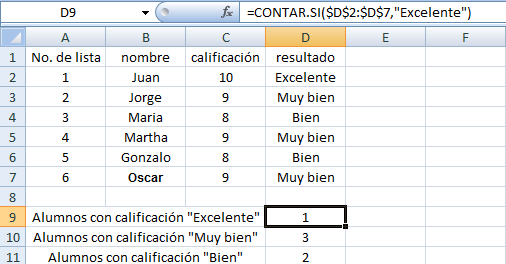 D9 fx =CONTAR.SI($D$2:$D$7,"Excelente")
A B C D E F
1 No. de lista nombre calificación resultado
2 1 Juan 10 Excelente
3 2 Jorge 9 Muy bien
4 3 Maria 8 Bien
5 4 Martha 9 Muy bien
6 5 Gonzalo 8 Bien
7 6 Oscar 9 Muy bien
8
9 Alumnos con calificación "Excelente" 1
10 Alumnos con calificación "Muy bien" 3
11 Alumnos con calificación "Bien" 2